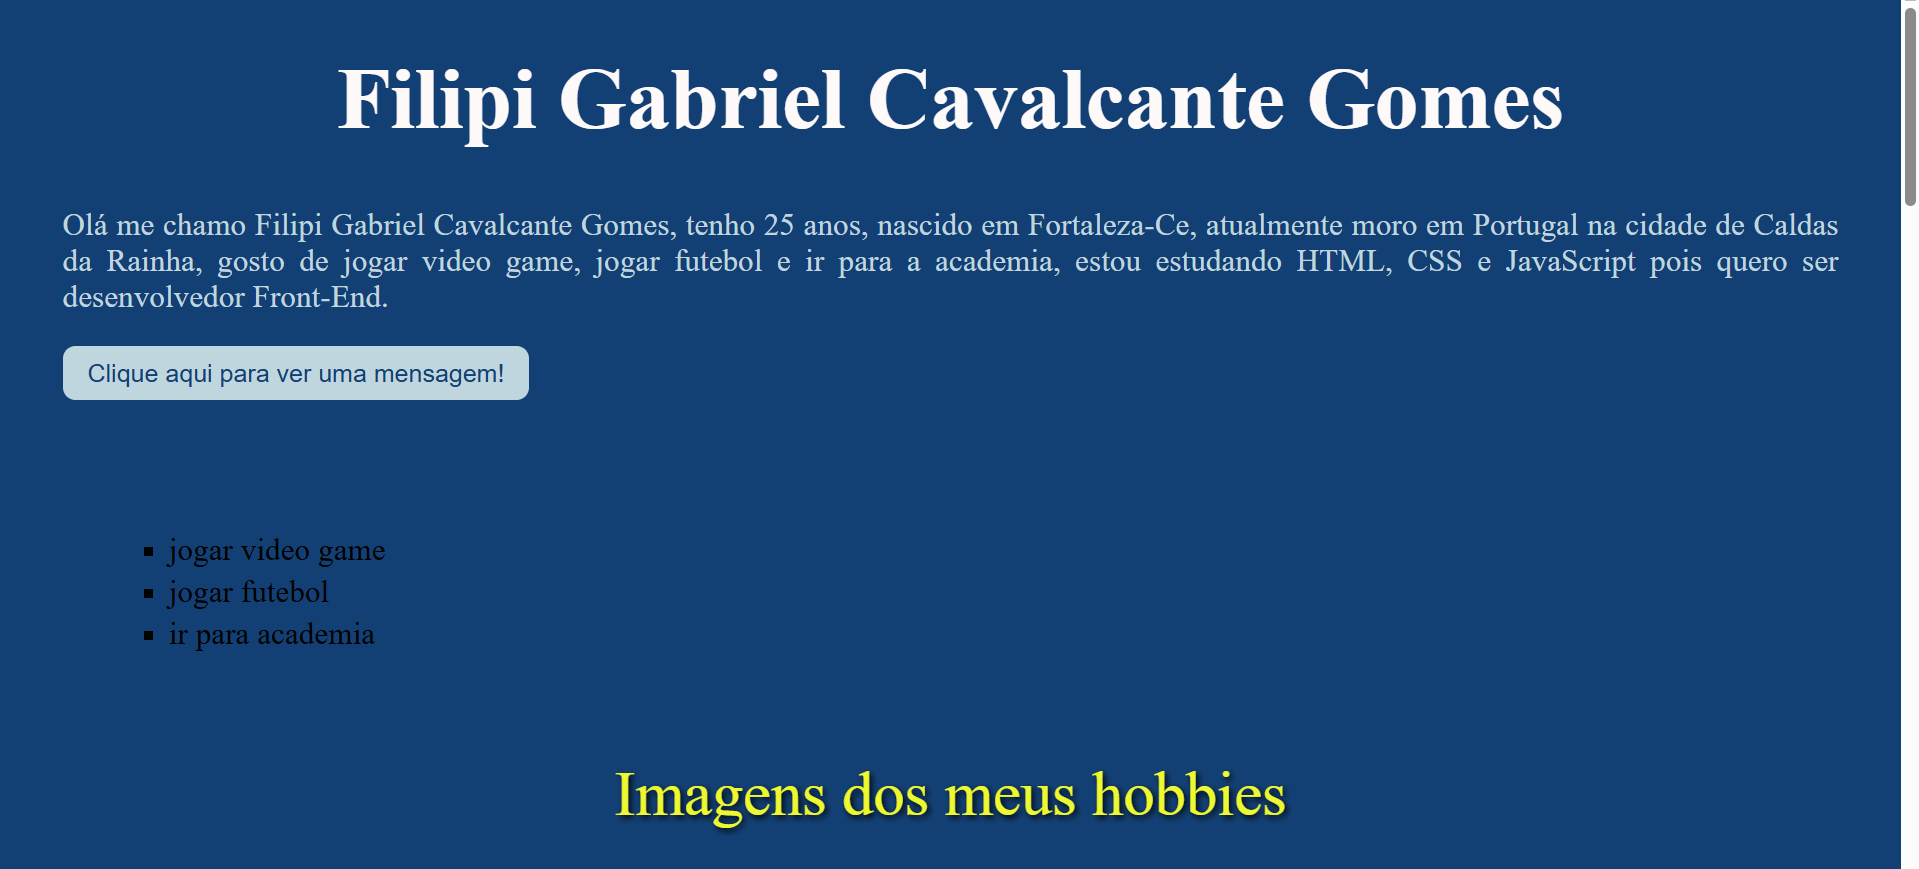 Filipi Gabriel Cavalcante Gomes
Olá me chamo Filipi Gabriel Cavalcante Gomes, tenho 25 anos, nascido em Fortaleza-Ce, atualmente moro em Portugal na cidade de Caldas
da Rainha, gosto de jogar video game, jogar futebol e ir para a academia, estou estudando HTML, CSS e JavaScript pois quero ser
desenvolvedor Front-End.
Clique aqui para ver uma mensagem!
jogar video game
jogar futebol
ir para academia
Imagens dos meus hobbies